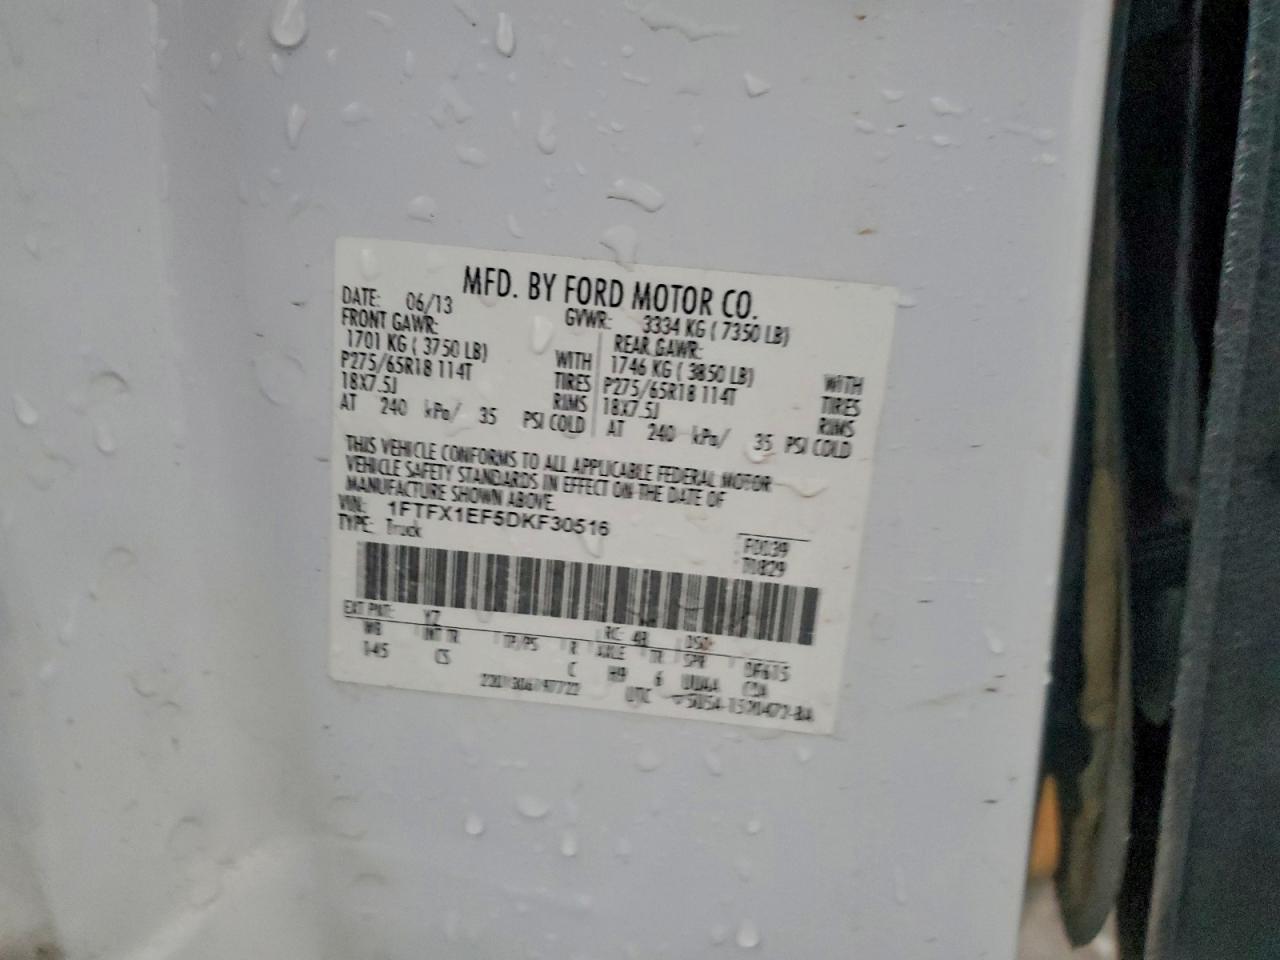 MFD. BY FORD MOTOR CO.
DATE: 06/13 GVWR: 3334 KG ( 7350 LB)
FRONT GAWR: REAR GAWR:
1701 KG ( 3750 LB) WITH 1746 KG ( 3850 LB) WITH
P275/65R18 114T TIRES P275/65R18 114T TIRES
18X7.5J RIMS 18X7.5J RIMS
AT 240 kPa/ 35 PSI COLD AT 240 kPa/ 35 PSI COLD
THIS VEHICLE CONFORMS TO ALL APPLICABLE FEDERAL MOTOR
VEHICLE SAFETY STANDARDS IN EFFECT ON THE DATE OF
MANUFACTURE SHOWN ABOVE.
VIN: 1FTFX1EF5DKF30516
TYPE: Truck F0039
T0829
EXT PNT: YZ RC: 48 DSO:
WB INT TR TP/PS R AXLE TR SPR 0F615
145 CS C H9 6 UUAA
UTC